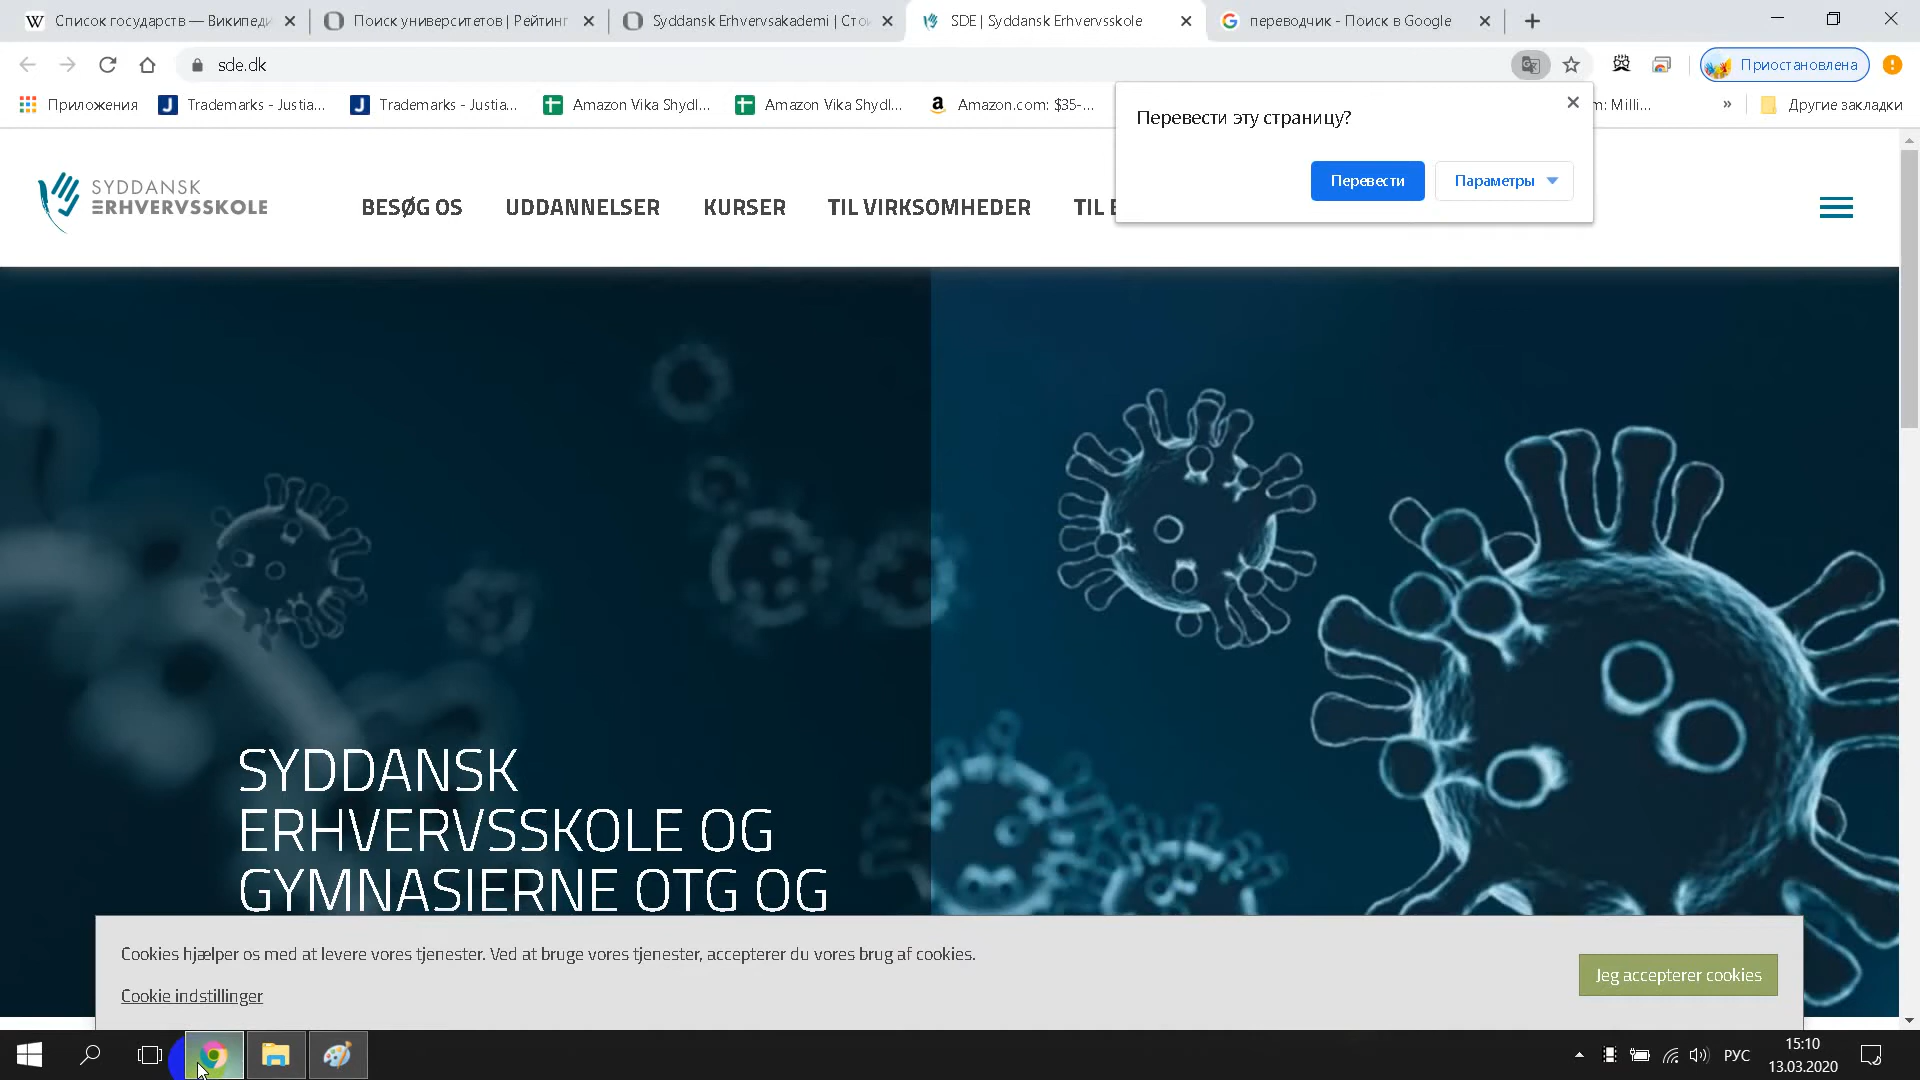 Список государств — Википеди
Поиск университетов | Рейтинг
Syddansk Erhvervsakademi | Стои
SDE | Syddansk Erhvervsskole
переводчик - Поиск в Google
sde.dk
Приостановлена
Приложения
Trademarks - Justia...
Trademarks - Justia...
Amazon Vika Shydl...
Amazon Vika Shydl...
Amazon.com: $35-...
m: Milli...
»
Другие закладки
Перевести эту страницу?
Перевести
Параметры
SYDDANSK
ERHVERVSSKOLE
BESØG OS
UDDANNELSER
KURSER
TIL VIRKSOMHEDER
TIL
SYDDANSK
ERHVERVSSKOLE OG
GYMNASIERNE OTG OG
Cookies hjælper os med at levere vores tjenester. Ved at bruge vores tjenester, accepterer du vores brug af cookies.
Cookie indstillinger
Jeg accepterer cookies
РУС
15:10
13.03.2020